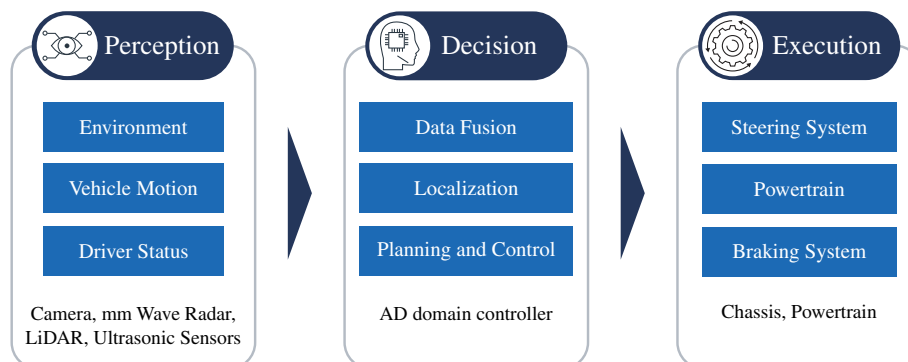 Perception
Environment
Vehicle Motion
Driver Status
Camera, mm Wave Radar,
LiDAR, Ultrasonic Sensors
Decision
Data Fusion
Localization
Planning and Control
AD domain controller
Execution
Steering System
Powertrain
Braking System
Chassis, Powertrain